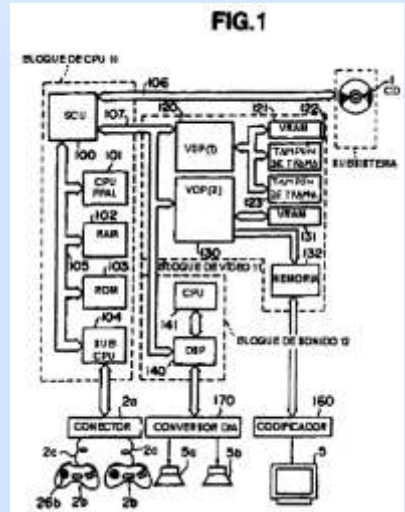 FIG.1
BLOQUE DE CPU 10
106
1
CD
SUBSISTEMA
107
120
121
122
SCU
100
VDP(1)
VRAM
TAMPÓN DE TRAMA
TAMPÓN DE TRAMA
101
CPU PPAL
102
RAM
VDP(2)
123
VRAM
130
131
132
105
103
ROM
BLOQUE DE VIDEO 11
MEMORIA
104
SUB CPU
CPU
141
BLOQUE DE SONIDO 12
DSP
140
2a
170
160
CONECTOR
CONVERSOR D/A
CODIFICADOR
2c
2c
5a
5b
5
26b
2b
2b